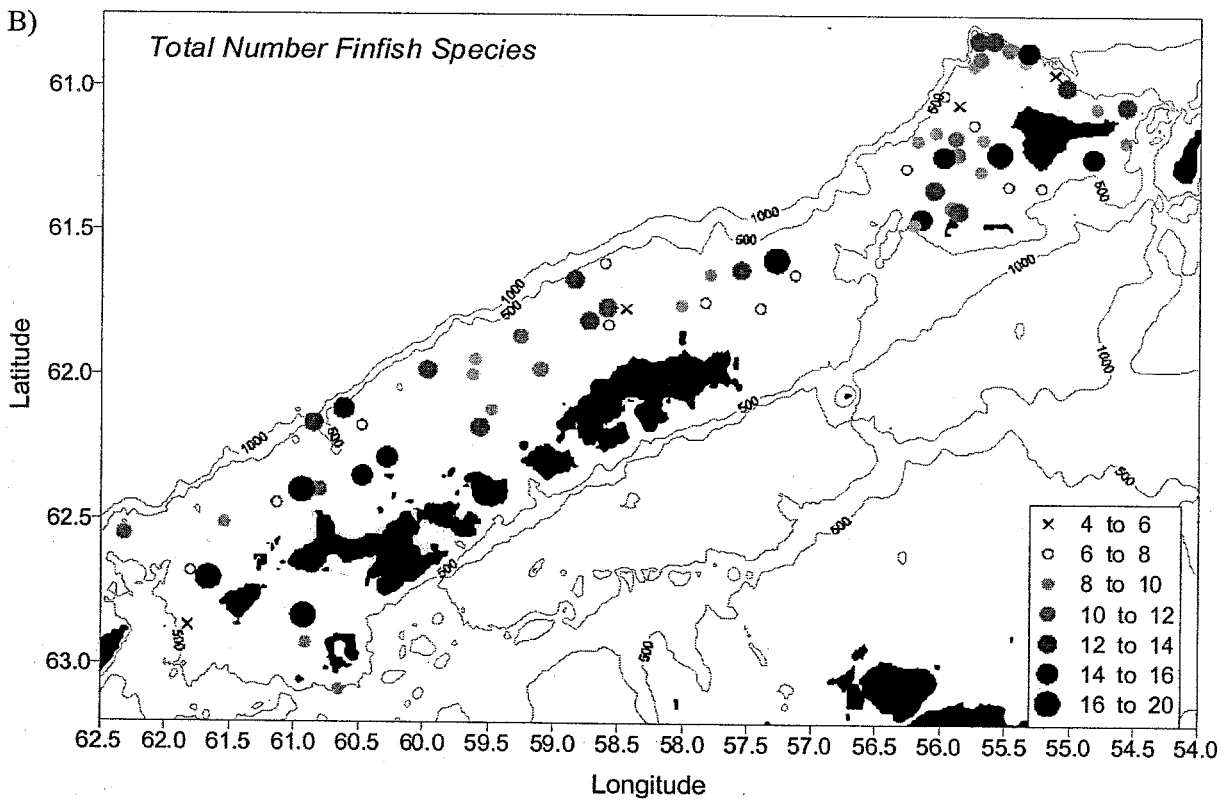 B)
Total Number Finfish Species
61.0
61.5
62.0
62.5
63.0
Latitude
500
1000
500
500
1000
1000
500
1000
500
500
1000
500
500
500
500
500
4 to 6
6 to 8
8 to 10
10 to 12
12 to 14
14 to 16
16 to 20
62.5 62.0 61.5 61.0 60.5 60.0 59.5 59.0 58.5 58.0 57.5 57.0 56.5 56.0 55.5 55.0 54.5 54.0
Longitude